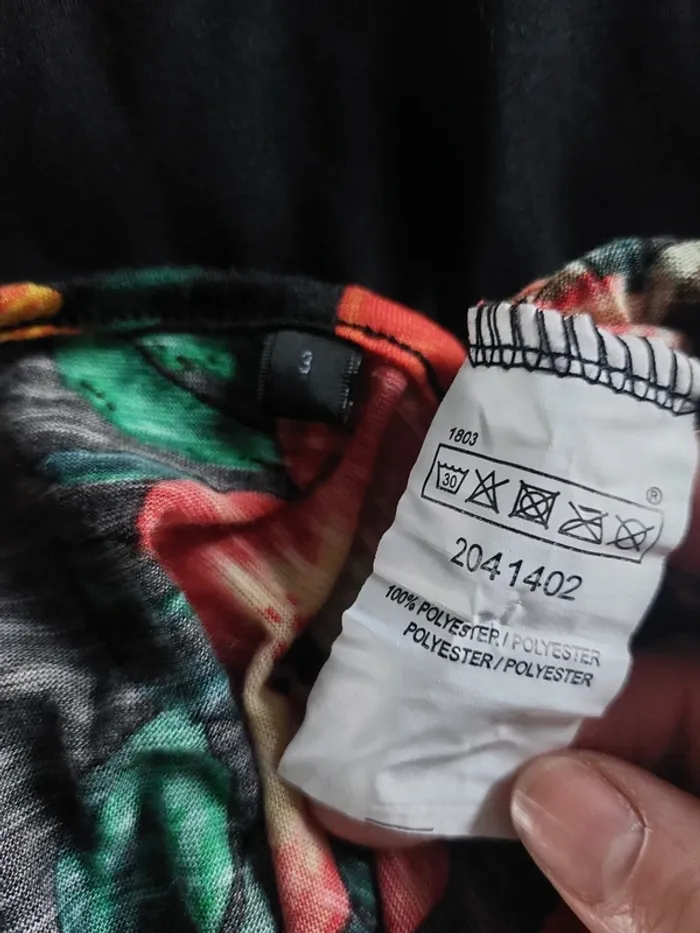 3
1803
30
®
2041402
100% POLYESTER / POLYESTER
POLYESTER / POLYESTER